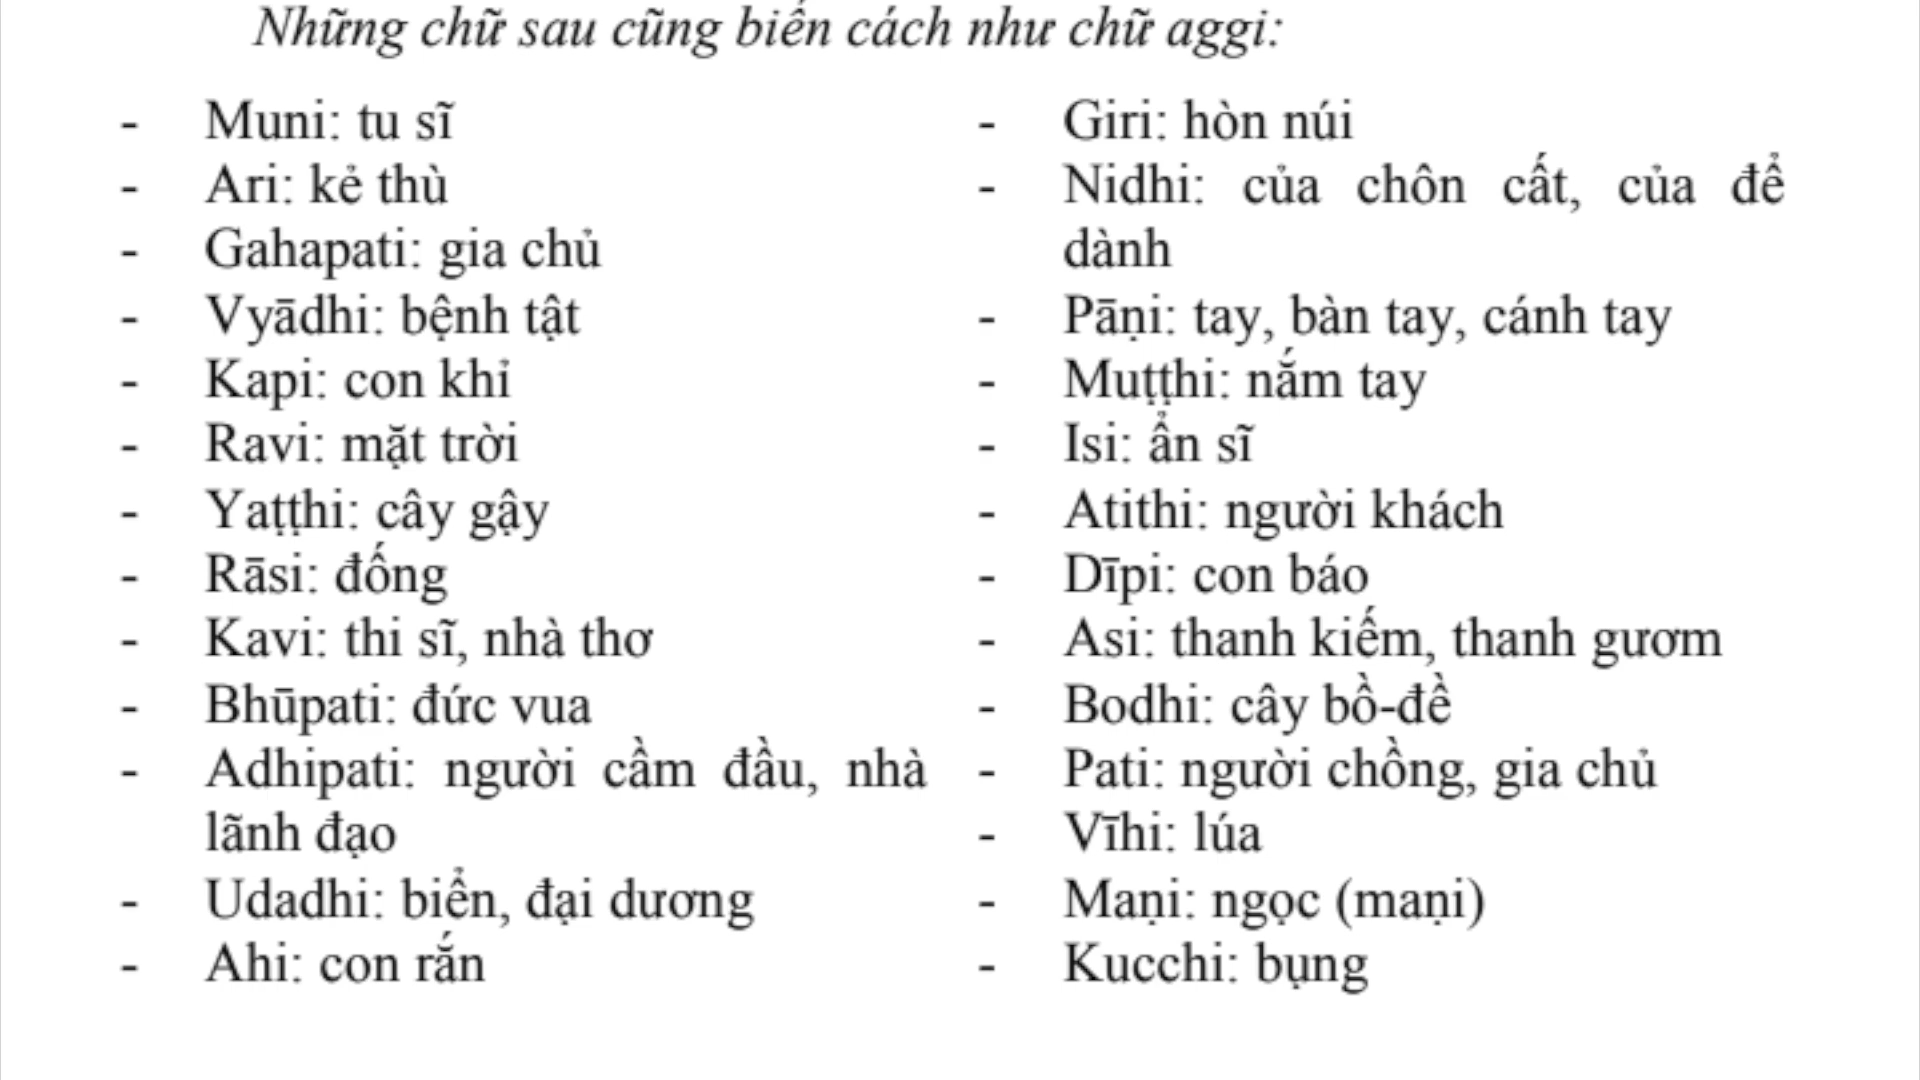 Những chữ sau cũng biến cách như chữ aggi:
- Muni: tu sĩ
- Ari: kẻ thù
- Gahapati: gia chủ
- Vyādhi: bệnh tật
- Kapi: con khỉ
- Ravi: mặt trời
- Yaṭṭhi: cây gậy
- Rāsi: đống
- Kavi: thi sĩ, nhà thơ
- Bhūpati: đức vua
- Adhipati: người cầm đầu, nhà
lãnh đạo
- Udadhi: biển, đại dương
- Ahi: con rắn
- Giri: hòn núi
- Nidhi: của chôn cất, của để
dành
- Pāṇi: tay, bàn tay, cánh tay
- Muṭṭhi: nắm tay
- Isi: ẩn sĩ
- Atithi: người khách
- Dīpi: con báo
- Asi: thanh kiếm, thanh gươm
- Bodhi: cây bồ-đề
- Pati: người chồng, gia chủ
- Vīhi: lúa
- Maṇi: ngọc (maṇi)
- Kucchi: bụng